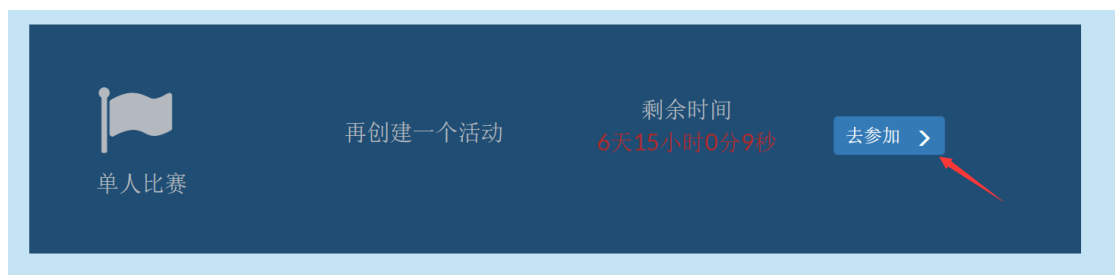 单人比赛
再创建一个活动
剩余时间
6天15小时0分9秒
去参加